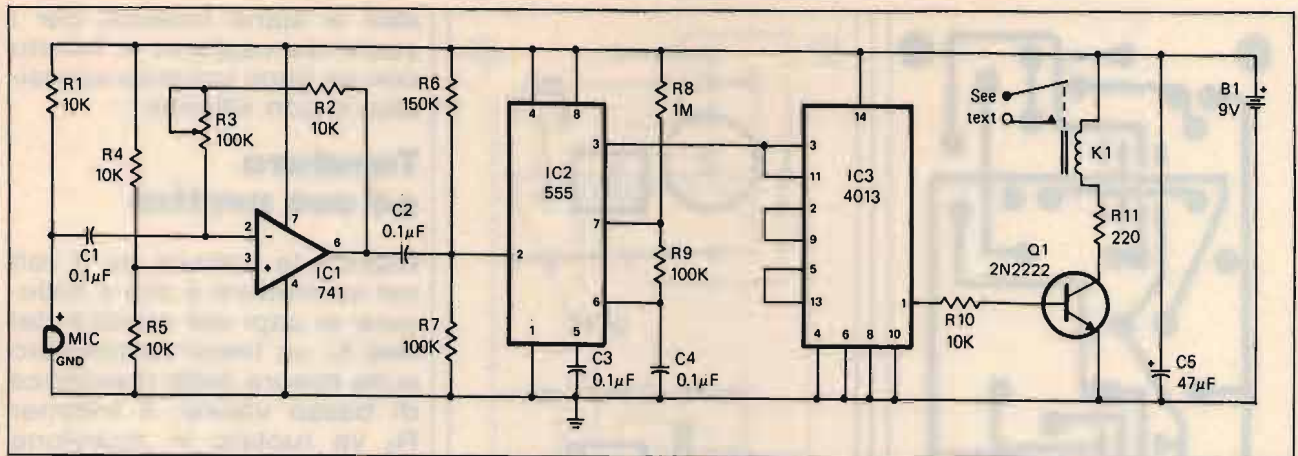 R1
10K
R4
10K
R3
100K
R2
10K
C1
0.1µF
MIC
GND
R5
10K
2
3
7
6
4
IC1
741
C2
0.1µF
R6
150K
R7
100K
4
8
3
IC2
555
2
7
6
1
5
C3
0.1µF
R8
1M
R9
100K
C4
0.1µF
14
3
11
2
9
5
13
IC3
4013
1
4
6
8
10
R10
10K
See
text
K1
R11
220
Q1
2N2222
C5
47µF
B1
9V